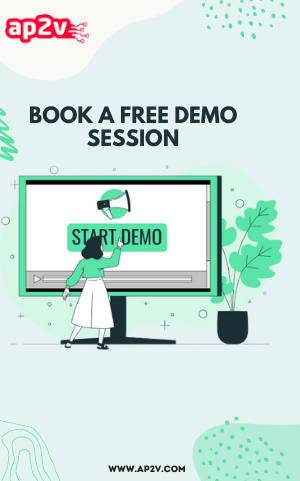 ap2v
BOOK A FREE DEMO
SESSION
START DEMO
WWW.AP2V.COM